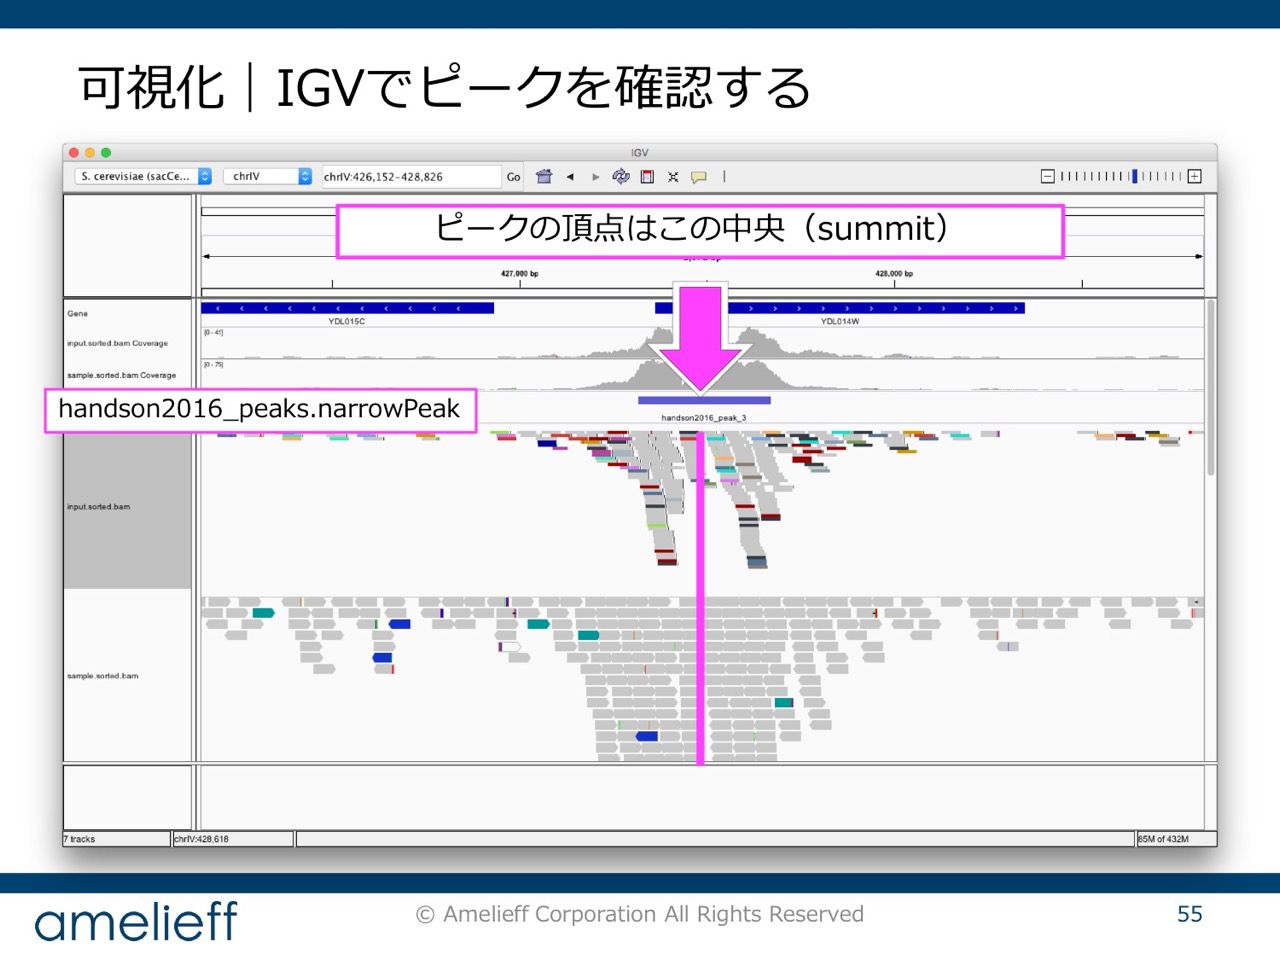 可視化｜IGVでピークを確認する
IGV
S. cerevisiae (sacCe...
chrIV
chrIV:426,152-428,826
Go
ピークの頂点はこの中央（summit）
427,000 bp
428,000 bp
Gene
YDL015C
YDL014W
input.sorted.bam Coverage
[0 - 41]
sample.sorted.bam Coverage
[0 - 75]
handson2016_peaks.narrowPeak
handson2016_peak_3
input.sorted.bam
sample.sorted.bam
7 tracks
chrIV:428,618
85M of 432M
amelieff
© Amelieff Corporation All Rights Reserved
55